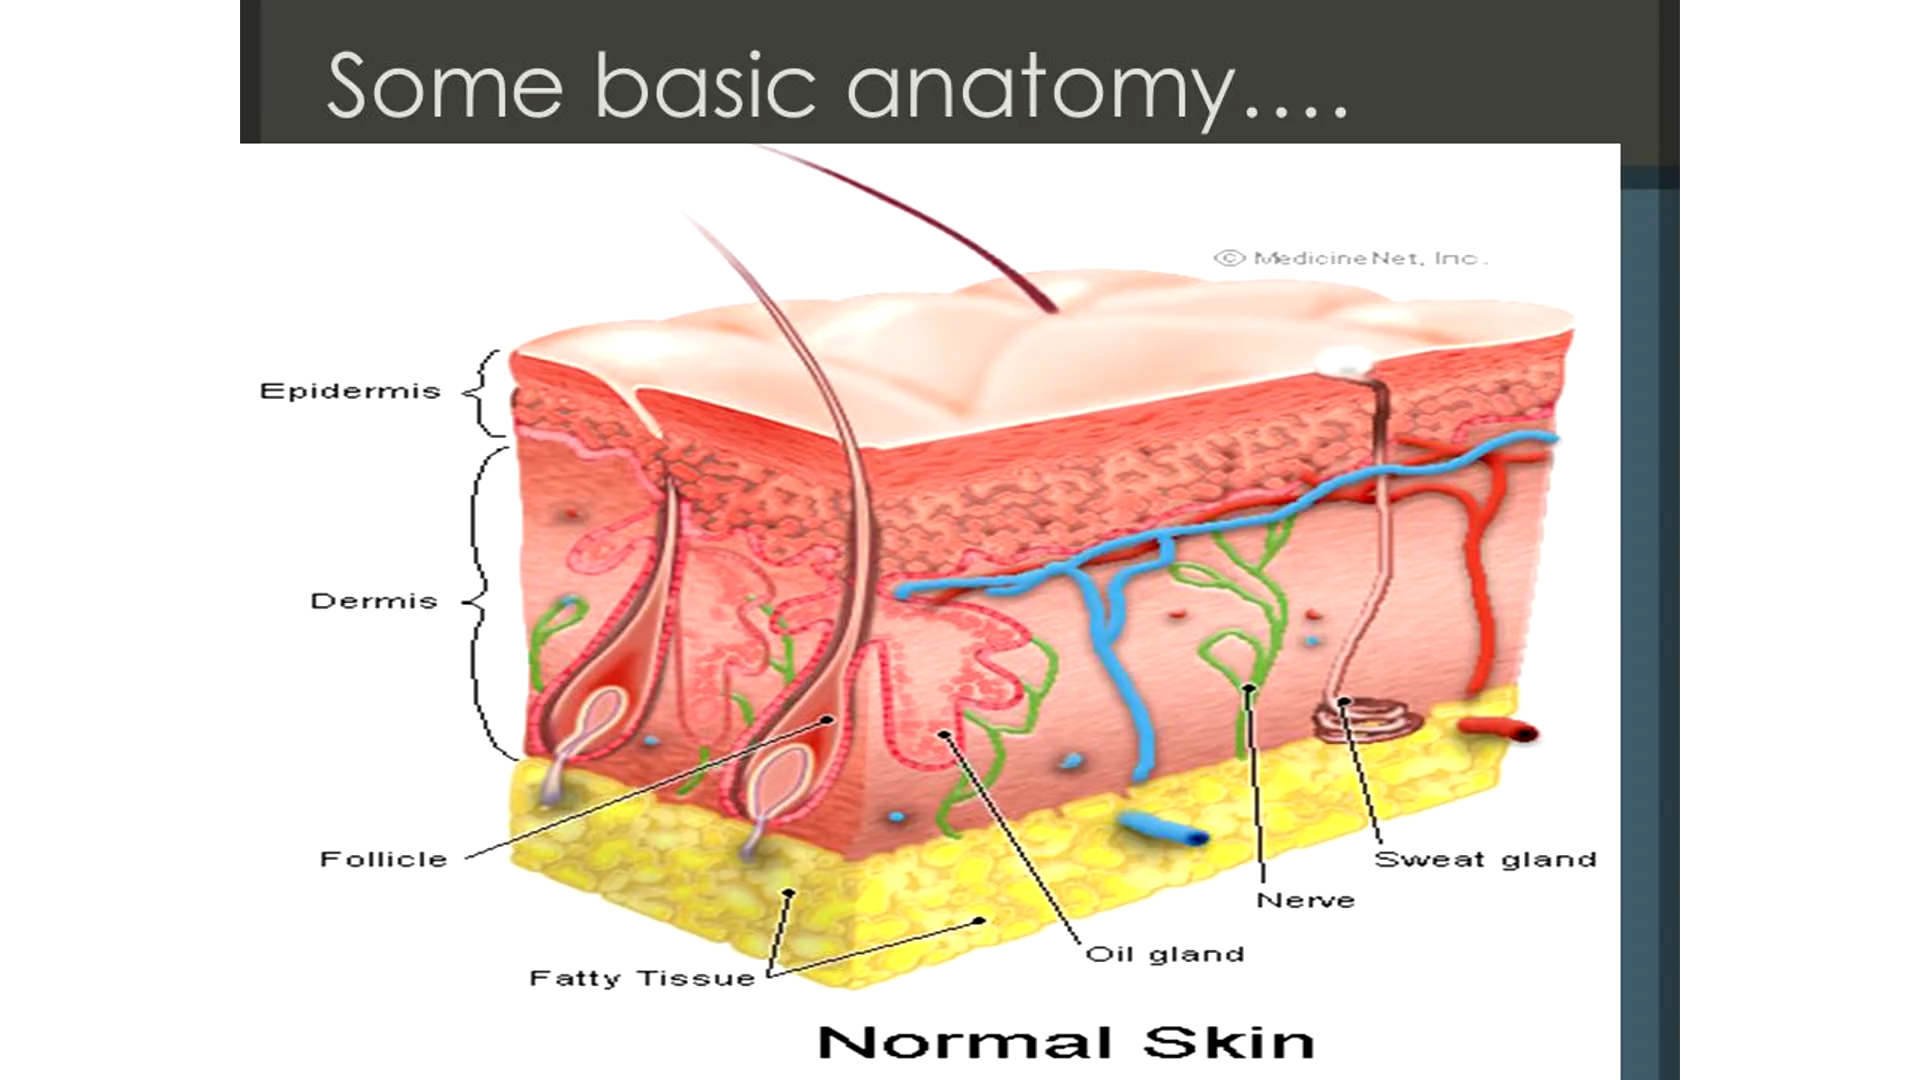 Some basic anatomy....
© MedicineNet, Inc.
Epidermis
Dermis
Follicle
Sweat gland
Nerve
Oil gland
Fatty Tissue
Normal Skin